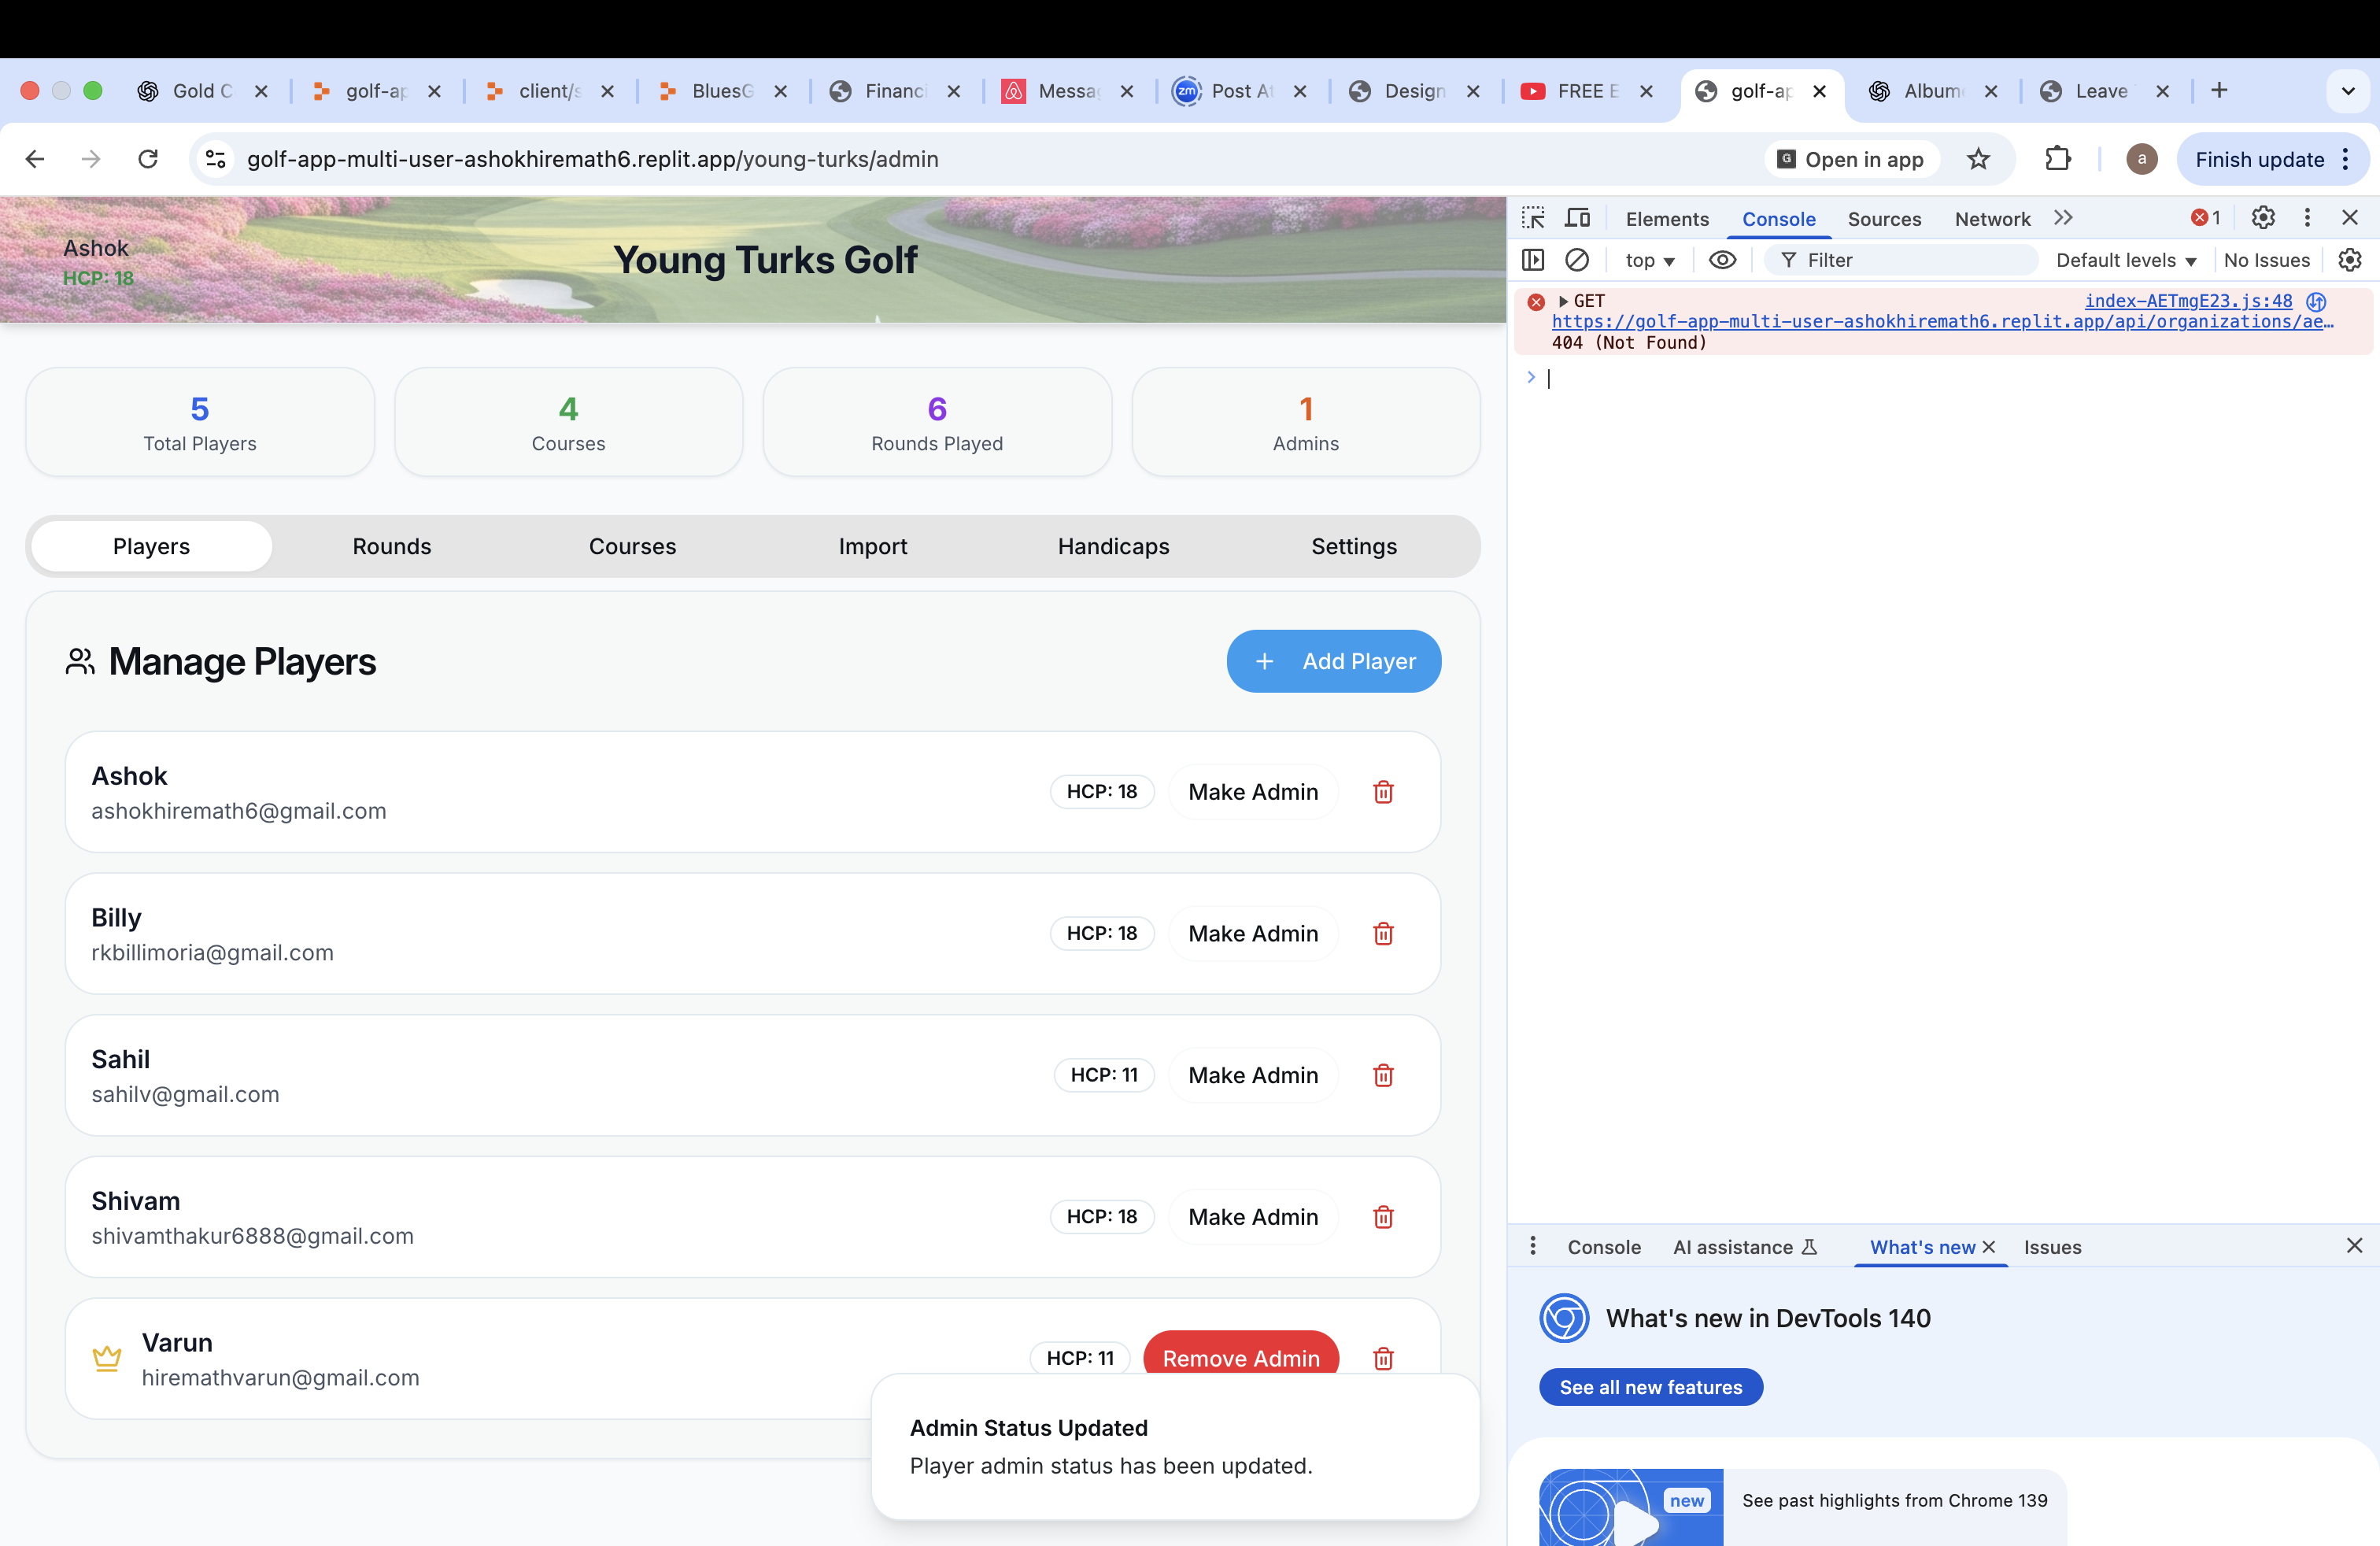 Gold C
golf-ap
client/s
BluesG
Financi
Messa
Post At
Design
FREE E
golf-ap
Album
Leave
golf-app-multi-user-ashokhiremath6.replit.app/young-turks/admin
Open in app
a
Finish update
Ashok
HCP: 18
Young Turks Golf
5
Total Players
4
Courses
6
Rounds Played
1
Admins
Players
Rounds
Courses
Import
Handicaps
Settings
Manage Players
+ Add Player
Ashok
ashokhiremath6@gmail.com
HCP: 18
Make Admin
Billy
rkbillimoria@gmail.com
HCP: 18
Make Admin
Sahil
sahilv@gmail.com
HCP: 11
Make Admin
Shivam
shivamthakur6888@gmail.com
HCP: 18
Make Admin
Varun
hiremathvarun@gmail.com
HCP: 11
Remove Admin
Admin Status Updated
Player admin status has been updated.
Elements
Console
Sources
Network
1
top
Filter
Default levels
No Issues
GET
index-AETmgE23.js:48
https://golf-app-multi-user-ashokhiremath6.replit.app/api/organizations/ae…
404 (Not Found)
Console
AI assistance
What's new
Issues
What's new in DevTools 140
See all new features
new
See past highlights from Chrome 139